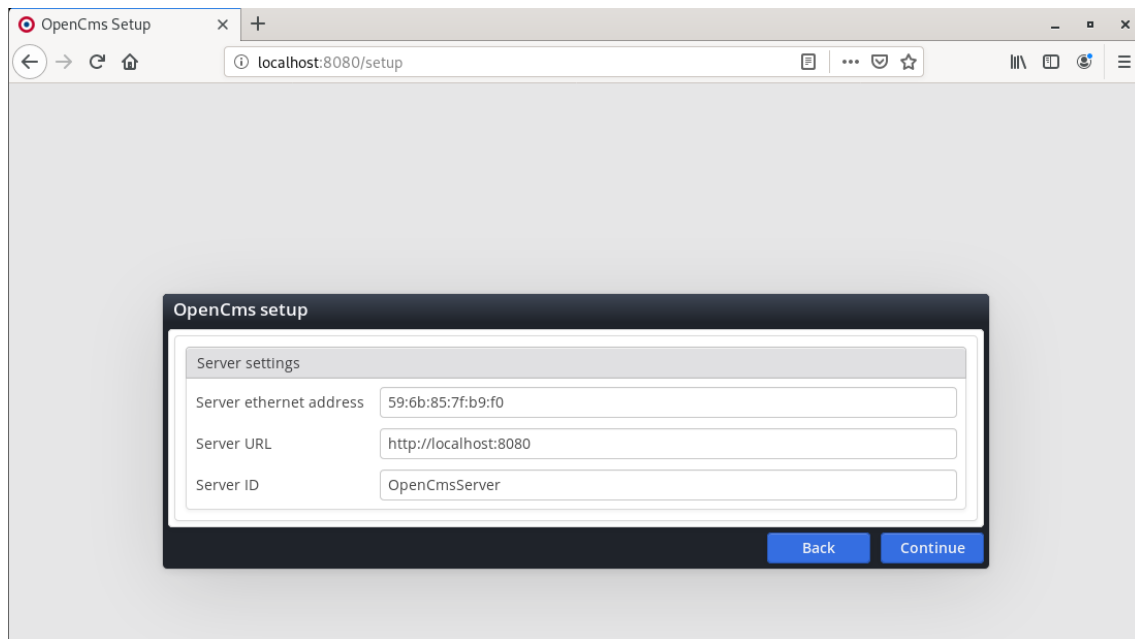 OpenCms Setup
localhost:8080/setup
OpenCms setup
Server settings
Server ethernet address 59:6b:85:7f:b9:f0
Server URL http://localhost:8080
Server ID OpenCmsServer
Back Continue